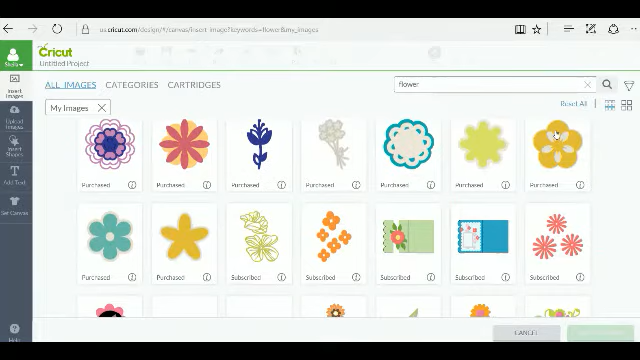 us.cricut.com/design/#/canvas/insert-image?keywords=flower&my_images
Cricut
Untitled Project
Insert Images
Upload Images
Insert Shapes
Add Text
Set Canvas
Help
ALL IMAGES CATEGORIES CARTRIDGES
flower
My Images
Reset All
Purchased Purchased Purchased Purchased Purchased Purchased Purchased
Purchased Purchased Subscribed Subscribed Subscribed Subscribed Subscribed
CANCEL